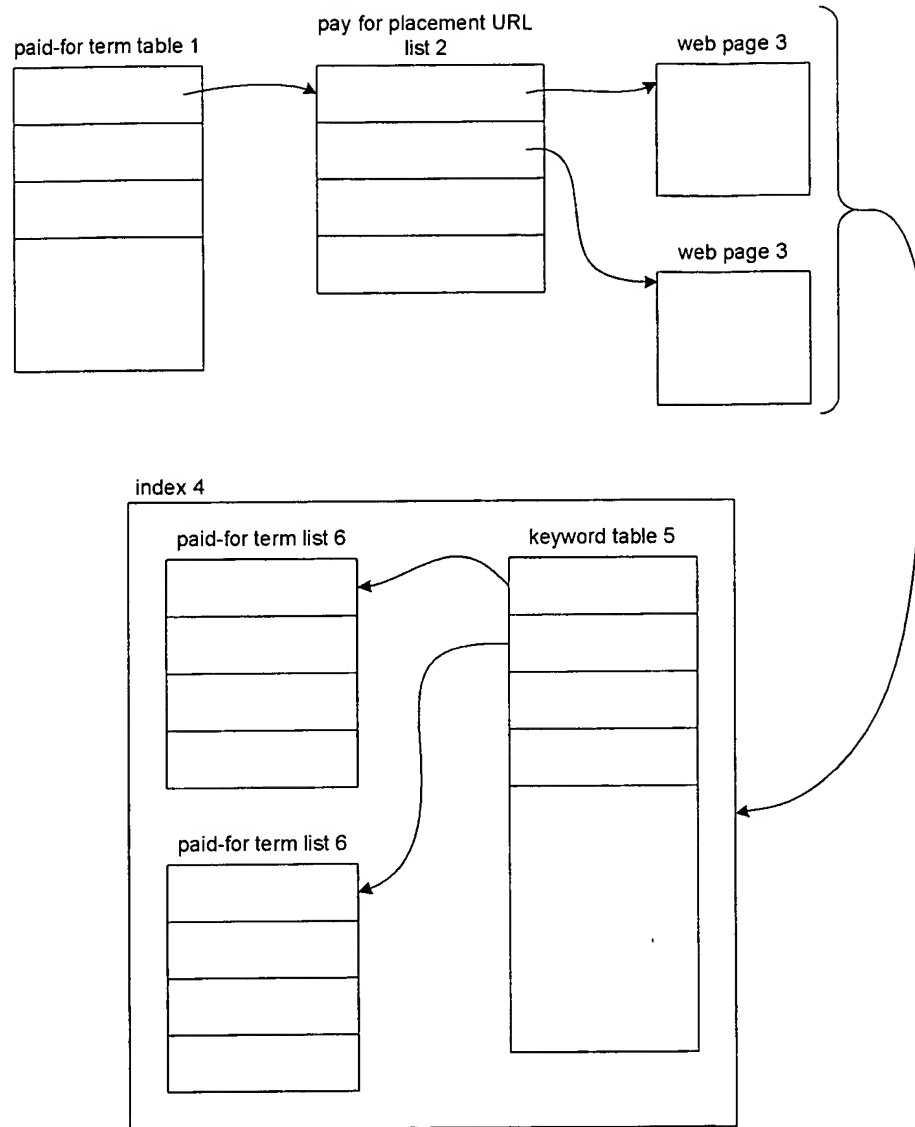 paid-for term table 1
pay for placement URL
list 2
web page 3
web page 3
index 4
paid-for term list 6
keyword table 5
paid-for term list 6